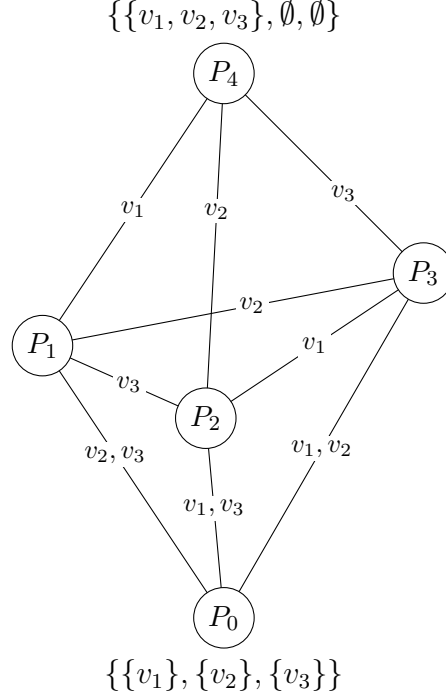 {{v₁, v₂, v₃}, ∅, ∅}
P₄
v₁
v₂
v₃
P₃
v₂
v₁
P₁
v₃
P₂
v₂, v₃
v₁, v₂
v₁, v₃
P₀
{{v₁}, {v₂}, {v₃}}